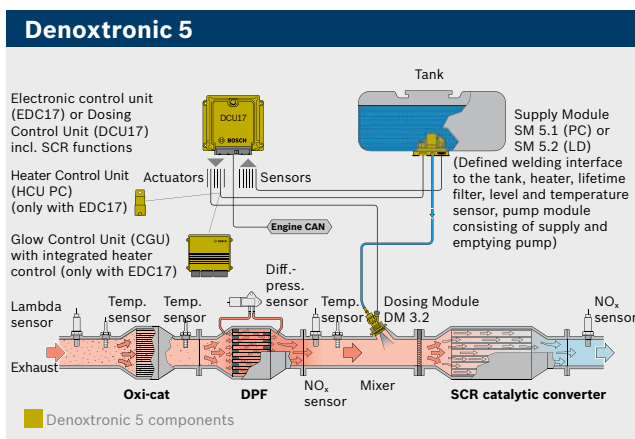 Denoxtronic 5
Tank
Electronic control unit
(EDC17) or Dosing
Control Unit (DCU17)
incl. SCR functions
DCU17
BOSCH
Supply Module
SM 5.1 (PC) or
SM 5.2 (LD)
(Defined welding interface
to the tank, heater, lifetime
filter, level and temperature
sensor, pump module
consisting of supply and
emptying pump)
Heater Control Unit
(HCU PC)
(only with EDC17)
Actuators
Sensors
Engine CAN
Glow Control Unit (CGU)
with integrated heater
control (only with EDC17)
Diff.-
press.
sensor
Lambda
sensor
Temp.
sensor
Temp.
sensor
Temp.
sensor
Dosing Module
DM 3.2
NOx
sensor
Exhaust
Oxi-cat
DPF
NOx
sensor
Mixer
SCR catalytic converter
Denoxtronic 5 components